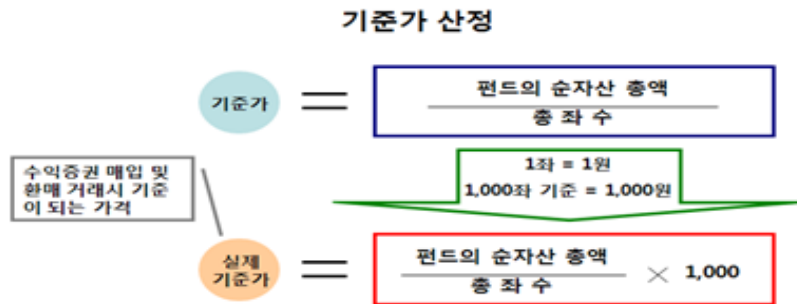 기준가 산정
기준가 = 펀드의 순자산 총액
총 좌 수
1좌 = 1원
1,000좌 기준 = 1,000원
수익증권 매입 및
환매 거래시 기준
이 되는 가격
실제
기준가 = 펀드의 순자산 총액
총 좌 수
× 1,000